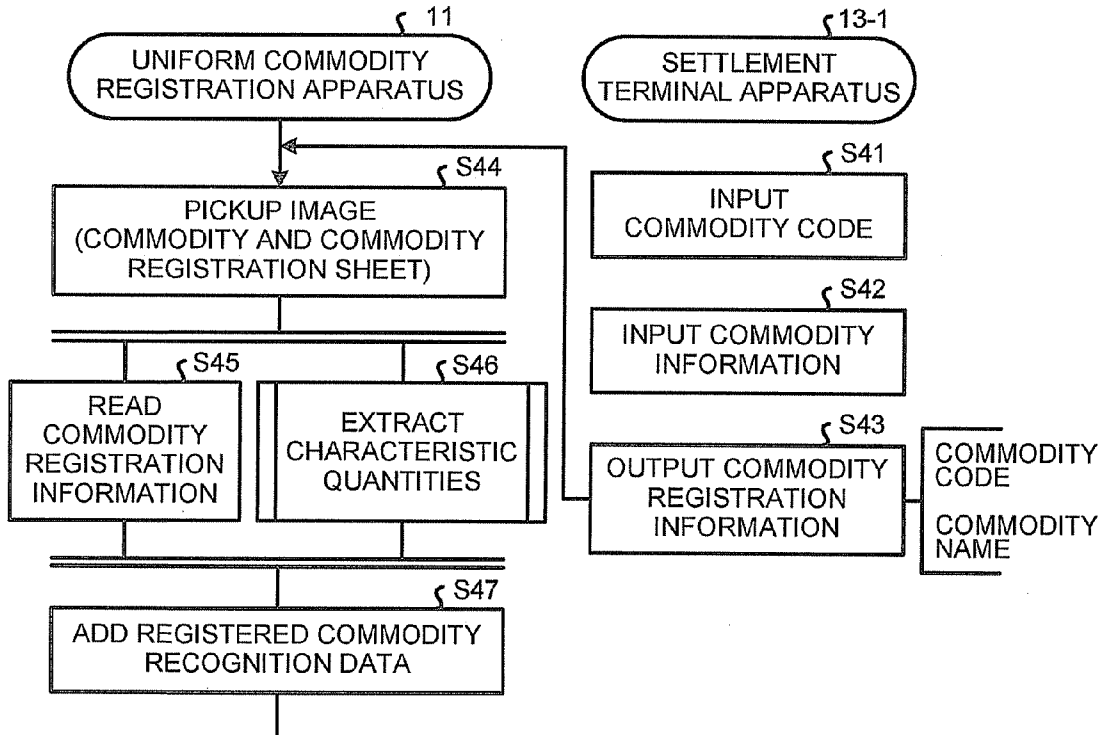 11
UNIFORM COMMODITY
REGISTRATION APPARATUS
13-1
SETTLEMENT
TERMINAL APPARATUS
S44
PICKUP IMAGE
(COMMODITY AND COMMODITY
REGISTRATION SHEET)
S41
INPUT
COMMODITY CODE
S42
INPUT COMMODITY
INFORMATION
S45
READ
COMMODITY
REGISTRATION
INFORMATION
S46
EXTRACT
CHARACTERISTIC
QUANTITIES
S43
OUTPUT COMMODITY
REGISTRATION
INFORMATION
COMMODITY
CODE
COMMODITY
NAME
S47
ADD REGISTERED COMMODITY
RECOGNITION DATA